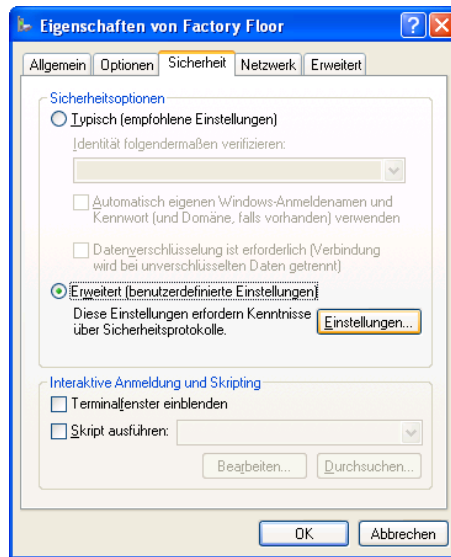 Eigenschaften von Factory Floor
Allgemein Optionen Sicherheit Netzwerk Erweitert
Sicherheitsoptionen
Typisch (empfohlene Einstellungen)
Identität folgendermaßen verifizieren:
Automatisch eigenen Windows-Anmeldenamen und
Kennwort (und Domäne, falls vorhanden) verwenden
Datenverschlüsselung ist erforderlich (Verbindung
wird bei unverschlüsselten Daten getrennt)
Erweitert (benutzerdefinierte Einstellungen)
Diese Einstellungen erfordern Kenntnisse
über Sicherheitsprotokolle.
Einstellungen...
Interaktive Anmeldung und Skripting
Terminalfenster einblenden
Skript ausführen:
Bearbeiten... Durchsuchen...
OK Abbrechen